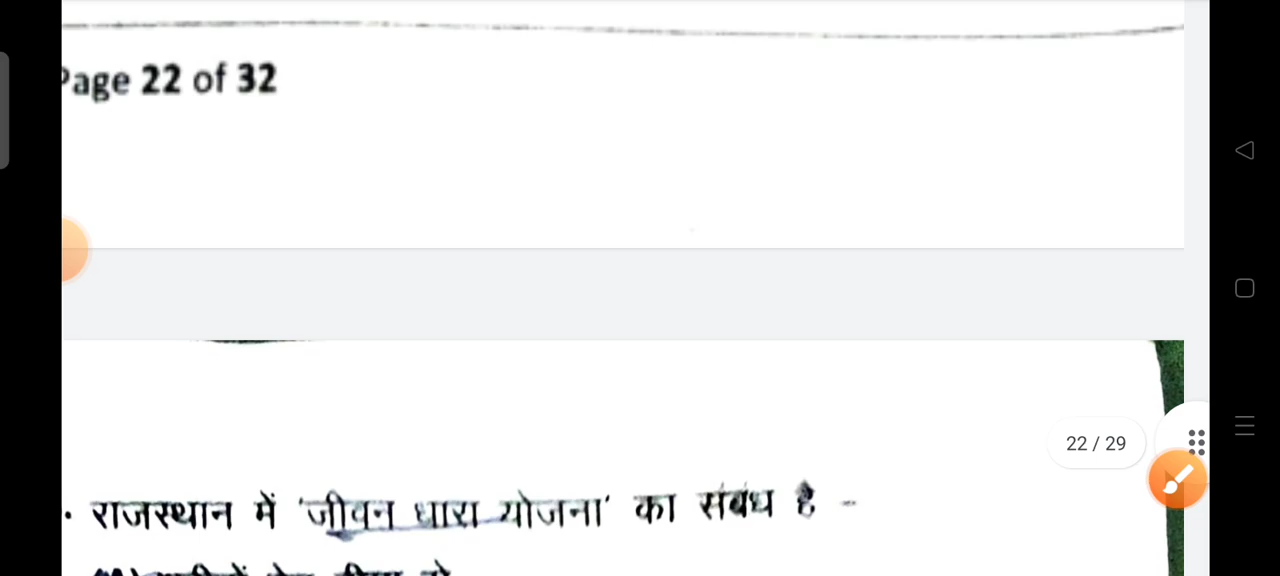 Page 22 of 32
22 / 29
· राजस्थान में 'जीवन धारा योजना' का संबंध है -